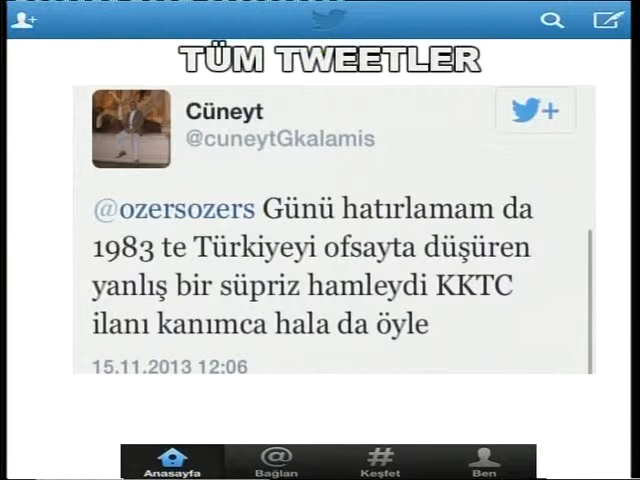 TÜM TWEETLER
Cüneyt
@cuneytGkalamis
@ozersozers Günü hatırlamam da
1983 te Türkiyeyi ofsayta düşüren
yanlış bir süpriz hamleydi KKTC
ilanı kanımca hala da öyle
15.11.2013 12:06
Anasayfa Bağlan Keşfet Ben